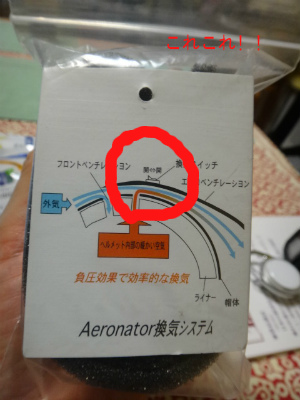 これこれ！！
フロントベンチレーション
開⇔閉
換
イッチ
エ
ベンチレーション
外気
ヘルメット内部の暖かい空気
負圧効果で効率的な換気
ライナー
帽体
Aeronator換気システム